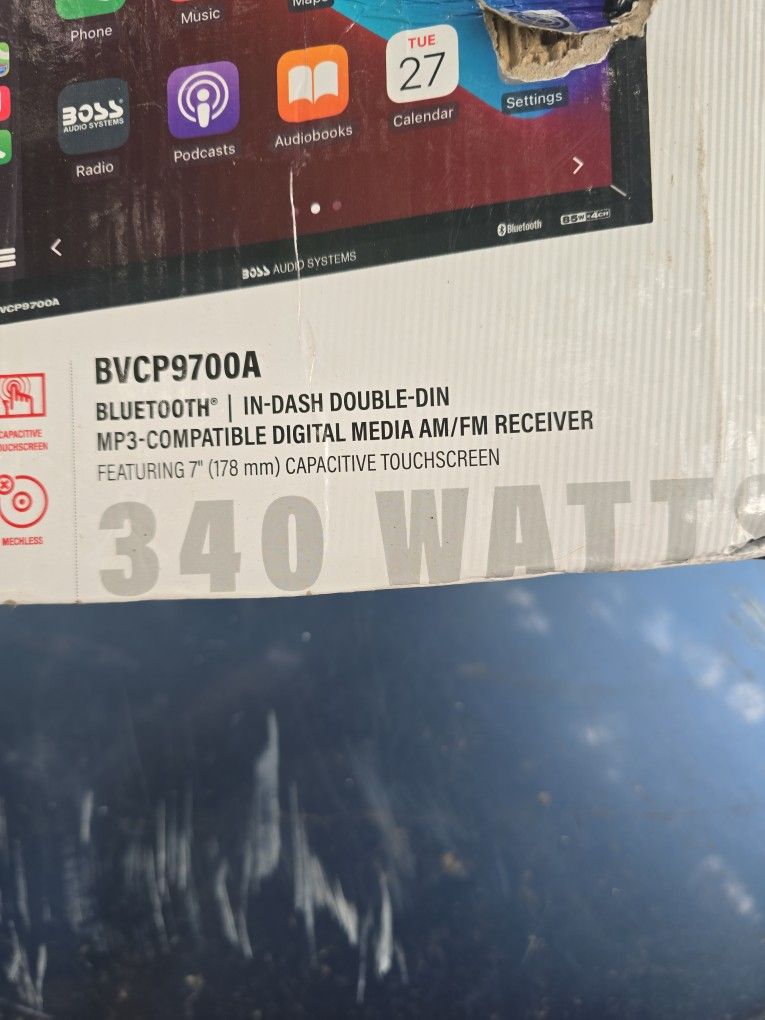 Phone
Music
Maps
BOSS
AUDIO SYSTEMS
Radio
Podcasts
Audiobooks
TUE
27
Calendar
Settings
Bluetooth
85W×4CH
BOSS AUDIO SYSTEMS
VCP9700A
BVCP9700A
BLUETOOTH® | IN-DASH DOUBLE-DIN
MP3-COMPATIBLE DIGITAL MEDIA AM/FM RECEIVER
FEATURING 7" (178 mm) CAPACITIVE TOUCHSCREEN
CAPACITIVE
OUCHSCREEN
MECHLESS
340 WATTS